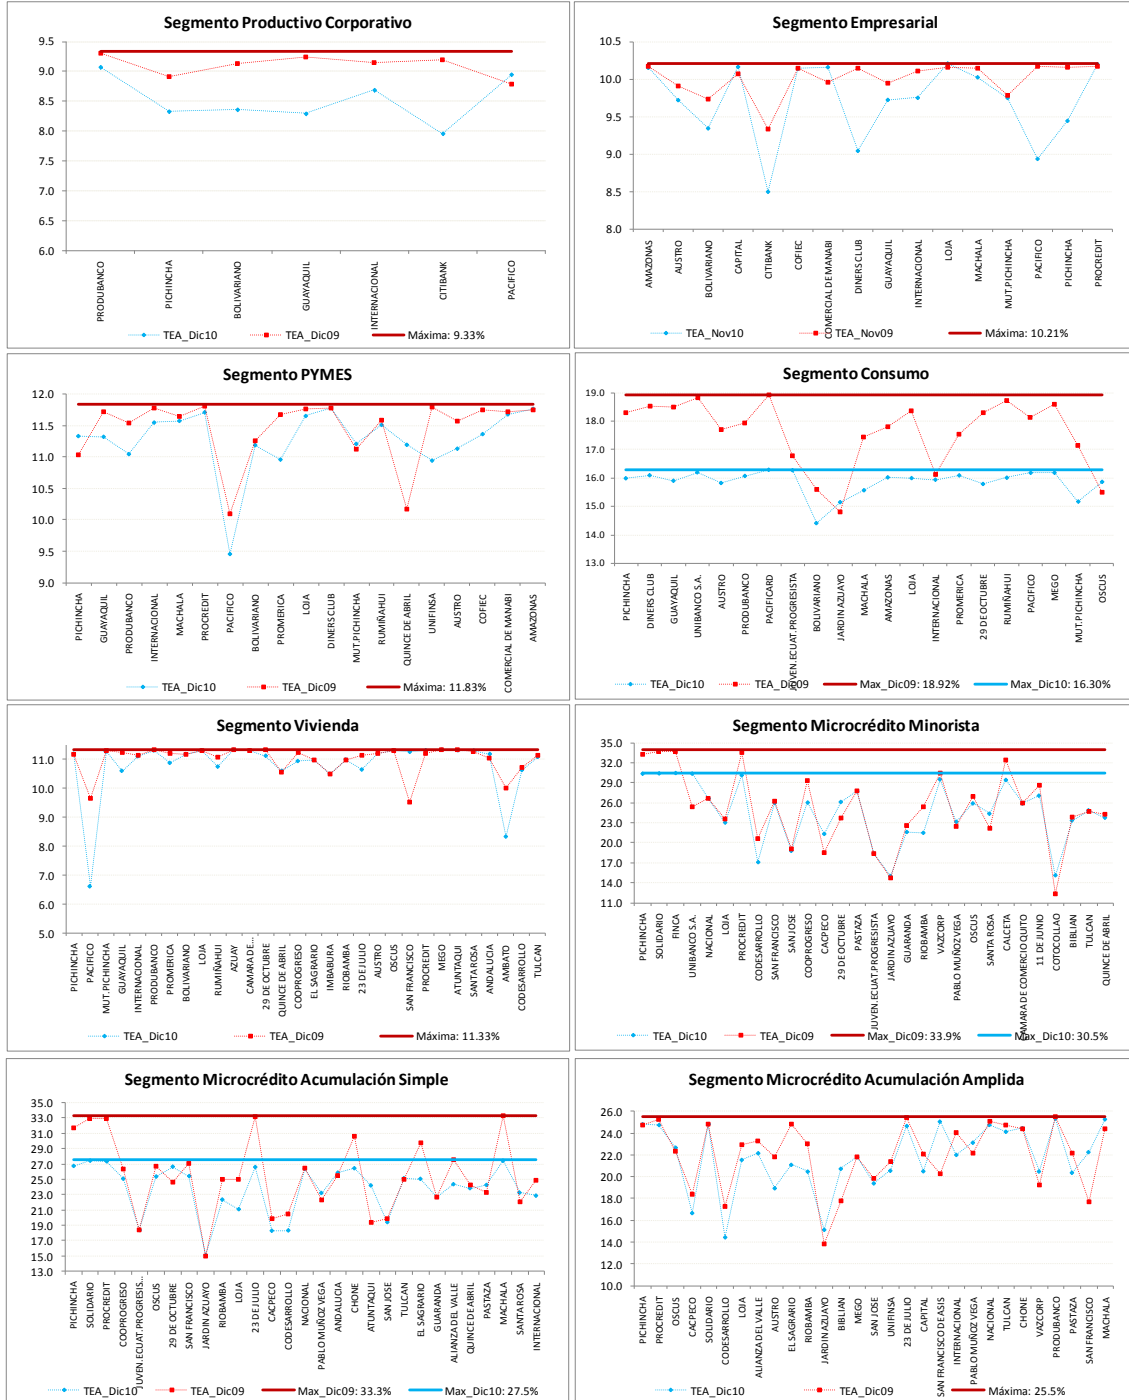 Segmento Productivo Corporativo
9.5
9.0
8.5
8.0
7.5
7.0
6.5
6.0
PRODUBANCO
PICHINCHA
BOLIVARIANO
GUAYAQUIL
INTERNACIONAL
CITIBANK
PACIFICO
TEA_Dic10 TEA_Dic09 Máxima: 9.33%
Segmento Empresarial
10.5
10.0
9.5
9.0
8.5
8.0
AMAZONAS
AUSTRO
BOLIVARIANO
CAPITAL
CITIBANK
COFIEC
COMERCIAL DE MANABI
DINERS CLUB
GUAYAQUIL
INTERNACIONAL
LOJA
MACHALA
MUT.PICHINCHA
PACIFICO
PICHINCHA
PROCREDIT
TEA_Nov10 TEA_Nov09 Máxima: 10.21%
Segmento PYMES
12.0
11.5
11.0
10.5
10.0
9.5
9.0
PICHINCHA
GUAYAQUIL
PRODUBANCO
INTERNACIONAL
MACHALA
PROCREDIT
PACIFICO
BOLIVARIANO
PROMERICA
LOJA
DINERS CLUB
MUT.PICHINCHA
RUMIÑAHUI
QUINCE DE ABRIL
UNIFINSA
AUSTRO
COFIEC
COMERCIAL DE MANABI
AMAZONAS
TEA_Dic10 TEA_Dic09 Máxima: 11.83%
Segmento Consumo
19.0
18.0
17.0
16.0
15.0
14.0
13.0
PICHINCHA
DINERS CLUB
GUAYAQUIL
UNIBANCO S.A.
AUSTRO
PRODUBANCO
PACIFICARD
JUVEN.ECUAT.PROGRESISTA
BOLIVARIANO
JARDIN AZUAYO
MACHALA
AMAZONAS
LOJA
INTERNACIONAL
PROMERICA
29 DE OCTUBRE
RUMIÑAHUI
PACIFICO
MEGO
MUT.PICHINCHA
OSCUS
TEA_Dic10 TEA_Dic09 Max_Dic09: 18.92% Max_Dic10: 16.30%
Segmento Vivienda
11.0
10.0
9.0
8.0
7.0
6.0
5.0
PICHINCHA
PACIFICO
MUT.PICHINCHA
GUAYAQUIL
INTERNACIONAL
PRODUBANCO
PROMERICA
BOLIVARIANO
LOJA
RUMIÑAHUI
AZUAY
CAMARA DE...
29 DE OCTUBRE
QUINCE DE ABRIL
COOPROGRESO
EL SAGRARIO
IMBABURA
RIOBAMBA
23 DE JULIO
AUSTRO
OSCUS
SAN FRANCISCO
PROCREDIT
MEGO
ATUNTAQUI
SANTA ROSA
ANDALUCIA
AMBATO
CODESARROLLO
TULCAN
TEA_Dic10 TEA_Dic09 Máxima: 11.33%
Segmento Microcrédito Minorista
35.0
32.0
29.0
26.0
23.0
20.0
17.0
14.0
11.0
PICHINCHA
SOLIDARIO
FINCA
UNIBANCO S.A.
NACIONAL
LOJA
PROCREDIT
CODESARROLLO
SAN FRANCISCO
SAN JOSE
COOPROGRESO
CACPECO
29 DE OCTUBRE
PASTAZA
JUVEN.ECUAT.PROGRESISTA
JARDIN AZUAYO
GUARANDA
RIOBAMBA
VAZCORP
PABLO MUÑOZ VEGA
OSCUS
SANTA ROSA
CALCETA
CAMARA DE COMERCIO QUITO
11 DE JUNIO
COTOCOLLAO
BIBLIAN
TULCAN
QUINCE DE ABRIL
TEA_Dic10 TEA_Dic09 Max_Dic09: 33.9% Max_Dic10: 30.5%
Segmento Microcrédito Acumulación Simple
35.0
33.0
31.0
29.0
27.0
25.0
23.0
21.0
19.0
17.0
15.0
13.0
PICHINCHA
SOLIDARIO
PROCREDIT
COOPROGRESO
JUVEN.ECUAT.PROGRESIS...
OSCUS
29 DE OCTUBRE
SAN FRANCISCO
JARDIN AZUAYO
RIOBAMBA
LOJA
23 DE JULIO
CACPECO
CODESARROLLO
NACIONAL
PABLO MUÑOZ VEGA
ANDALUCIA
CHONE
ATUNTAQUI
SAN JOSE
TULCAN
EL SAGRARIO
GUARANDA
ALIANZA DEL VALLE
QUINCE DE ABRIL
PASTAZA
MACHALA
SANTA ROSA
INTERNACIONAL
TEA_Dic10 TEA_Dic09 Max_Dic09: 33.3% Max_Dic10: 27.5%
Segmento Microcrédito Acumulación Amplida
26.0
24.0
22.0
20.0
18.0
16.0
14.0
12.0
10.0
PICHINCHA
PROCREDIT
OSCUS
CACPECO
SOLIDARIO
CODESARROLLO
LOJA
ALIANZA DEL VALLE
AUSTRO
EL SAGRARIO
RIOBAMBA
JARDIN AZUAYO
BIBLIAN
MEGO
SAN JOSE
UNIFINSA
23 DE JULIO
CAPITAL
SAN FRANCISCO DE ASIS
INTERNACIONAL
PABLO MUÑOZ VEGA
NACIONAL
TULCAN
CHONE
VAZCORP
PRODUBANCO
PASTAZA
SAN FRANCISCO
MACHALA
TEA_Dic10 TEA_Dic09 Máxima: 25.5%